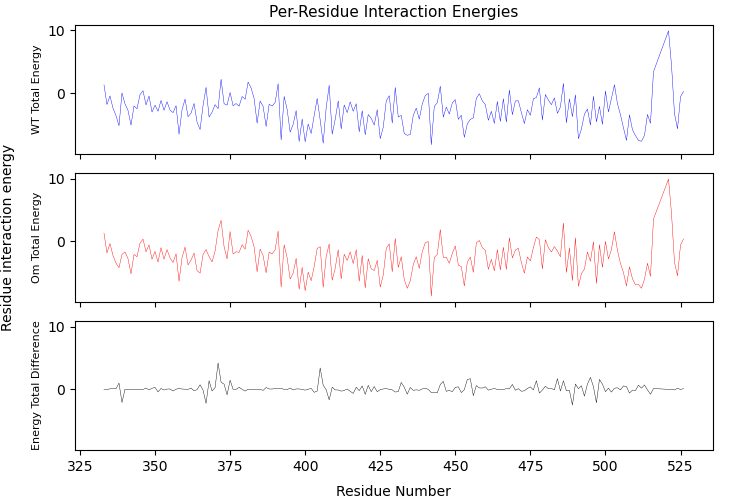 Per-Residue Interaction Energies
Residue interaction energy
WT Total Energy
10
0
Om Total Energy
10
0
Energy Total Difference
10
0
325 350 375 400 425 450 475 500 525
Residue Number